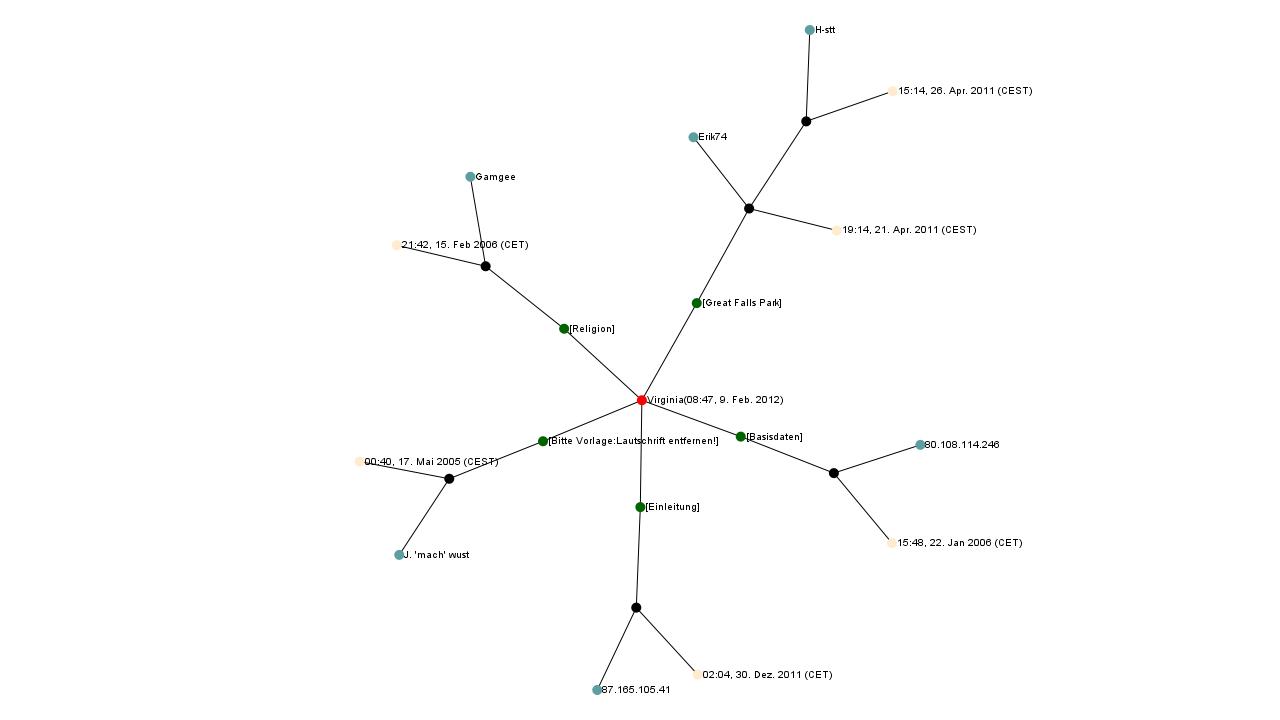 H-stt
15:14, 26. Apr. 2011 (CEST)
Erik74
Gamgee
19:14, 21. Apr. 2011 (CEST)
21:42, 15. Feb 2006 (CET)
[Great Falls Park]
[Religion]
Virginia(08:47, 9. Feb. 2012)
[Basisdaten]
[Bitte Vorlage:Lautschrift entfernen!]
80.108.114.246
00:40, 17. Mai 2005 (CEST)
[Einleitung]
15:48, 22. Jan 2006 (CET)
J. 'mach' wust
02:04, 30. Dez. 2011 (CET)
87.165.105.41